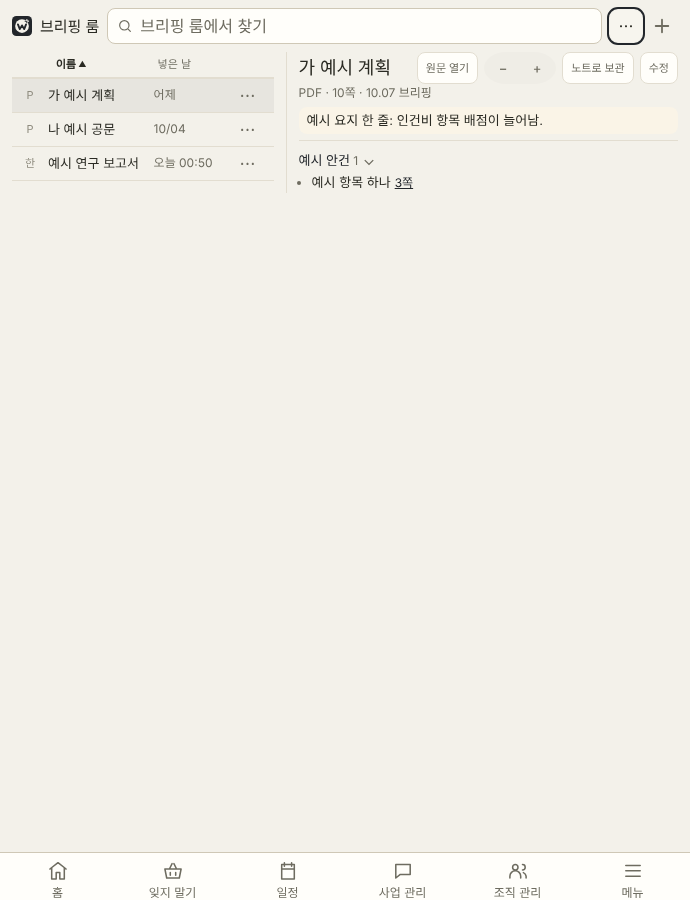 브리핑 룸
브리핑 룸에서 찾기
이름▲ 넣은 날
P 가 예시 계획 어제
P 나 예시 공문 10/04
한 예시 연구 보고서 오늘 00:50
가 예시 계획
원문 열기 − + 노트로 보관 수정
PDF · 10쪽 · 10.07 브리핑
예시 요지 한 줄: 인건비 항목 배점이 늘어남.
예시 안건 1
• 예시 항목 하나 3쪽
홈 잊지 말기 일정 사업 관리 조직 관리 메뉴